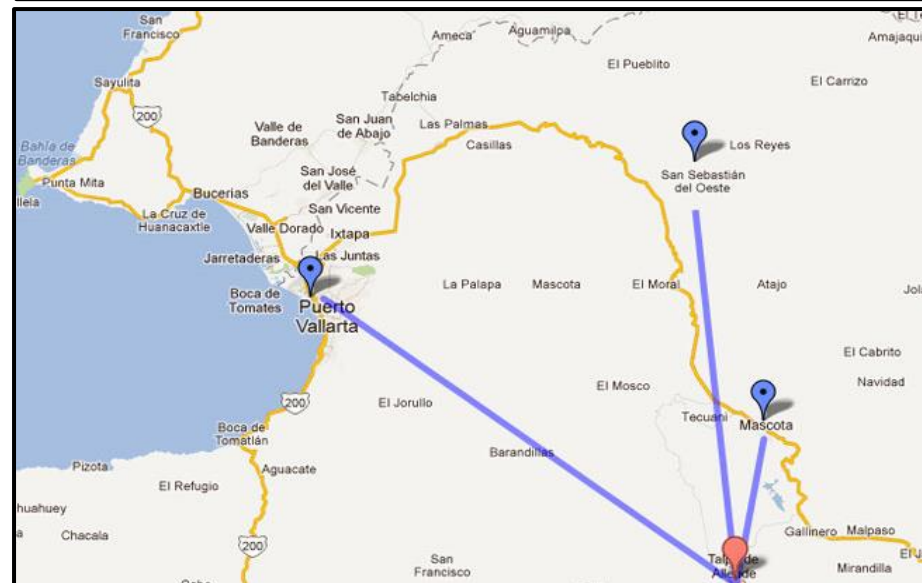 San
Francisco
Ameca
Aguamilpa
Amajaqui
El Pueblito
El Carrizo
Sayulita
Tabelchia
200
San Juan
de Abajo
Las Palmas
Valle de
Banderas
Casillas
Los Reyes
Bahía de
Banderas
San José
del Valle
San Sebastián
del Oeste
Punta Mita
Bucerias
San Vicente
La Cruz de
Huanacaxtle
Valle Dorado
Ixtapa
Jarretaderas
Las Juntas
Boca de
Tomates
La Palapa
Mascota
El Moral
Atajo
Puerto
Vallarta
El Cabrito
Navidad
El Mosco
El Jorullo
200
Tecuani
Mascota
Boca de
Tomatlán
Barandillas
Pizota
Aguacate
El Refugio
Chacala
Gallinero
Malpaso
200
San
Francisco
Mirandilla